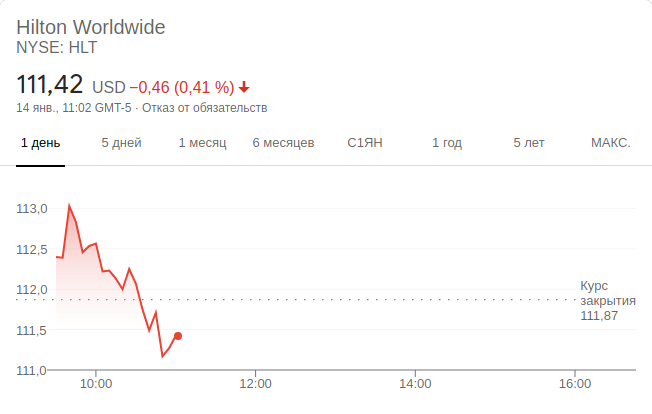 Hilton Worldwide
NYSE: HLT
111,42 USD −0,46 (0,41 %)
14 янв., 11:02 GMT-5 · Отказ от обязательств
1 день 5 дней 1 месяц 6 месяцев С1ЯН 1 год 5 лет МАКС.
113,0
112,5
112,0
Курс
закрытия
111,87
111,5
111,0
10:00 12:00 14:00 16:00